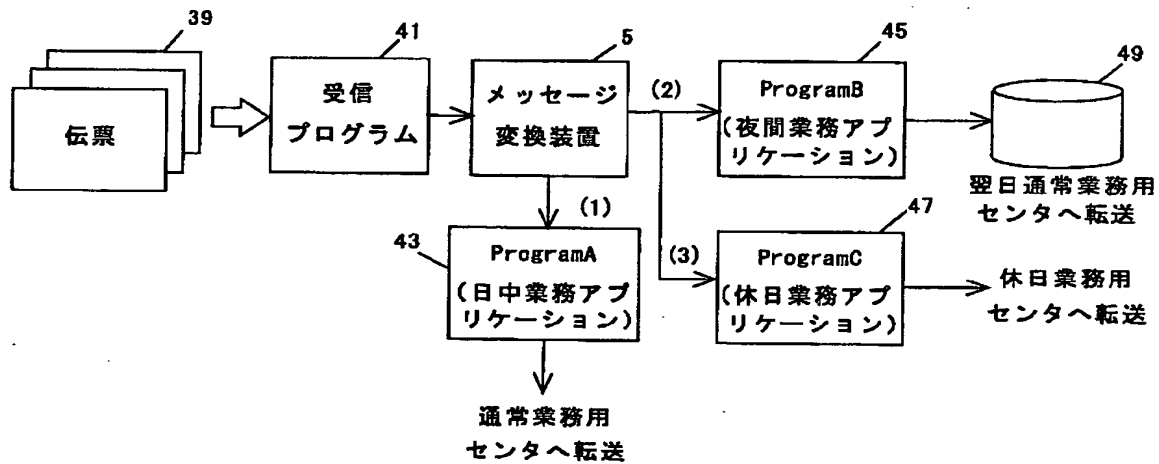 39
伝票
41
受信
プログラム
5
メッセージ
変換装置
(1)
43
ProgramA
(日中業務アプ
リケーション)
通常業務用
センタへ転送
(2)
45
ProgramB
(夜間業務アプ
リケーション)
49
翌日通常業務用
センタへ転送
(3)
47
ProgramC
(休日業務アプ
リケーション)
休日業務用
センタへ転送